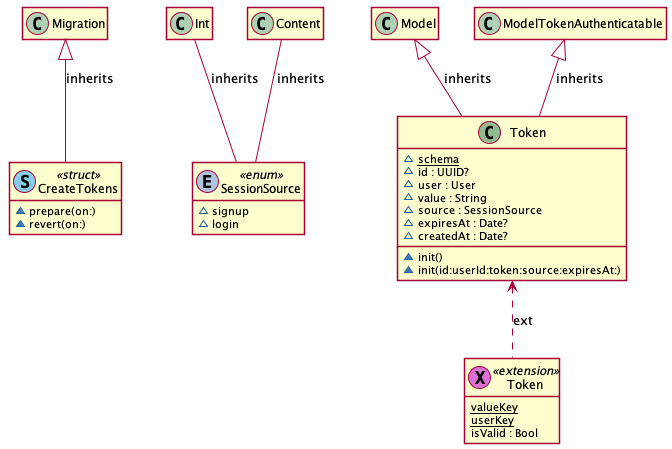 C Migration
C Int
C Content
C Model
C ModelTokenAuthenticatable
inherits
inherits
inherits
inherits
inherits
S «struct»
CreateTokens
prepare(on:)
revert(on:)
E «enum»
SessionSource
signup
login
C Token
schema
id : UUID?
user : User
value : String
source : SessionSource
expiresAt : Date?
createdAt : Date?
init()
init(id:userId:token:source:expiresAt:)
ext
X «extension»
Token
valueKey
userKey
isValid : Bool